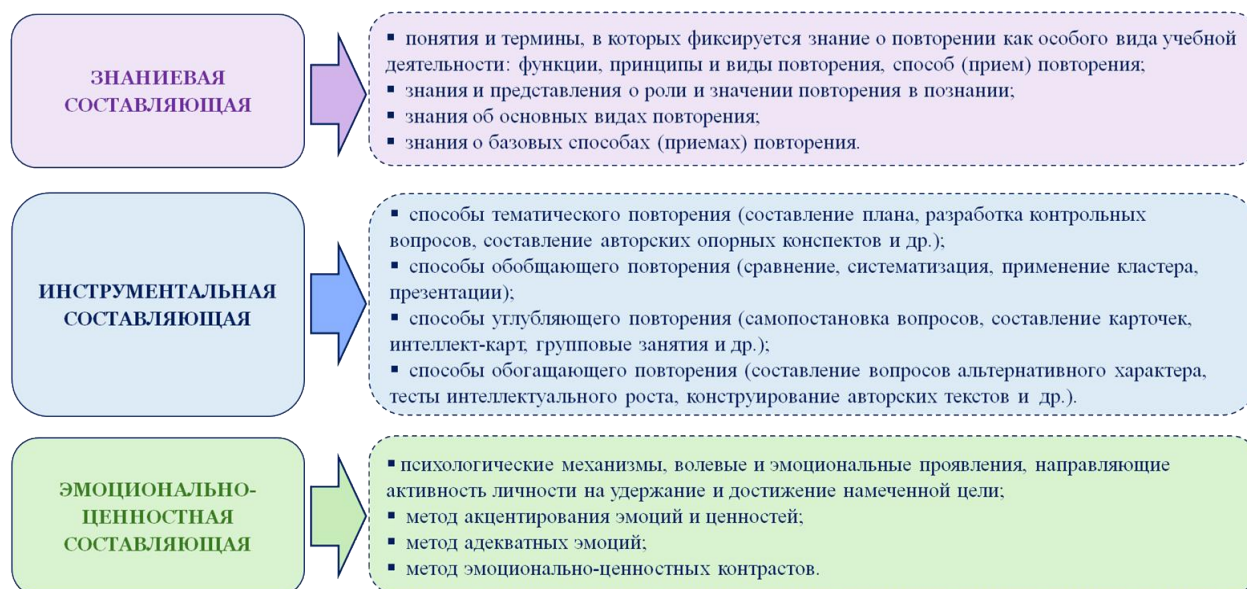 ЗНАНИЕВАЯ
СОСТАВЛЯЮЩАЯ
▪ понятия и термины, в которых фиксируется знание о повторении как особого вида учебной
деятельности: функции, принципы и виды повторения, способ (прием) повторения;
▪ знания и представления о роли и значении повторения в познании;
▪ знания об основных видах повторения;
▪ знания о базовых способах (приемах) повторения.
ИНСТРУМЕНТАЛЬНАЯ
СОСТАВЛЯЮЩАЯ
▪ способы тематического повторения (составление плана, разработка контрольных
вопросов, составление авторских опорных конспектов и др.);
▪ способы обобщающего повторения (сравнение, систематизация, применение кластера,
презентации);
▪ способы углубляющего повторения (самопостановка вопросов, составление карточек,
интеллект-карт, групповые занятия и др.);
▪ способы обогащающего повторения (составление вопросов альтернативного характера,
тесты интеллектуального роста, конструирование авторских текстов и др.).
ЭМОЦИОНАЛЬНО-
ЦЕННОСТНАЯ
СОСТАВЛЯЮЩАЯ
▪ психологические механизмы, волевые и эмоциональные проявления, направляющие
активность личности на удержание и достижение намеченной цели;
▪ метод акцентирования эмоций и ценностей;
▪ метод адекватных эмоций;
▪ метод эмоционально-ценностных контрастов.